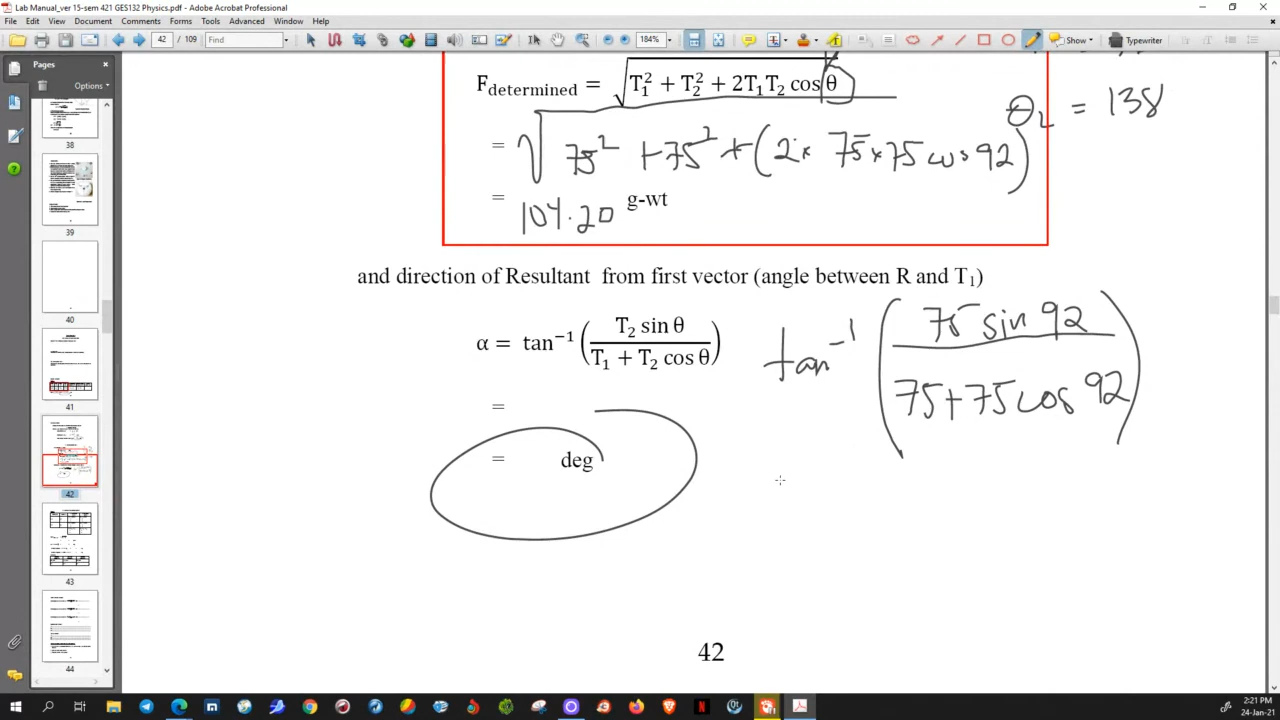 Lab Manual_ver 15-sem 421 GES132 Physics.pdf - Adobe Acrobat Professional
File Edit View Document Comments Forms Tools Advanced Window Help
42 / 109 Find 184% Show Typewriter
Pages
Options
38
39
40
41
42
43
44
F determined = √T₁² + T₂² + 2T₁T₂ cos θ
θ₂ = 138
= √75² + 75² + (2 × 75 × 75 cos 92)
= 104.20 g-wt
and direction of Resultant from first vector (angle between R and T₁)
α = tan⁻¹ (T₂ sin θ / T₁ + T₂ cos θ) tan⁻¹ (75 sin 92 / 75 + 75 cos 92)
=
= deg
42
2:21 PM
24-Jan-21